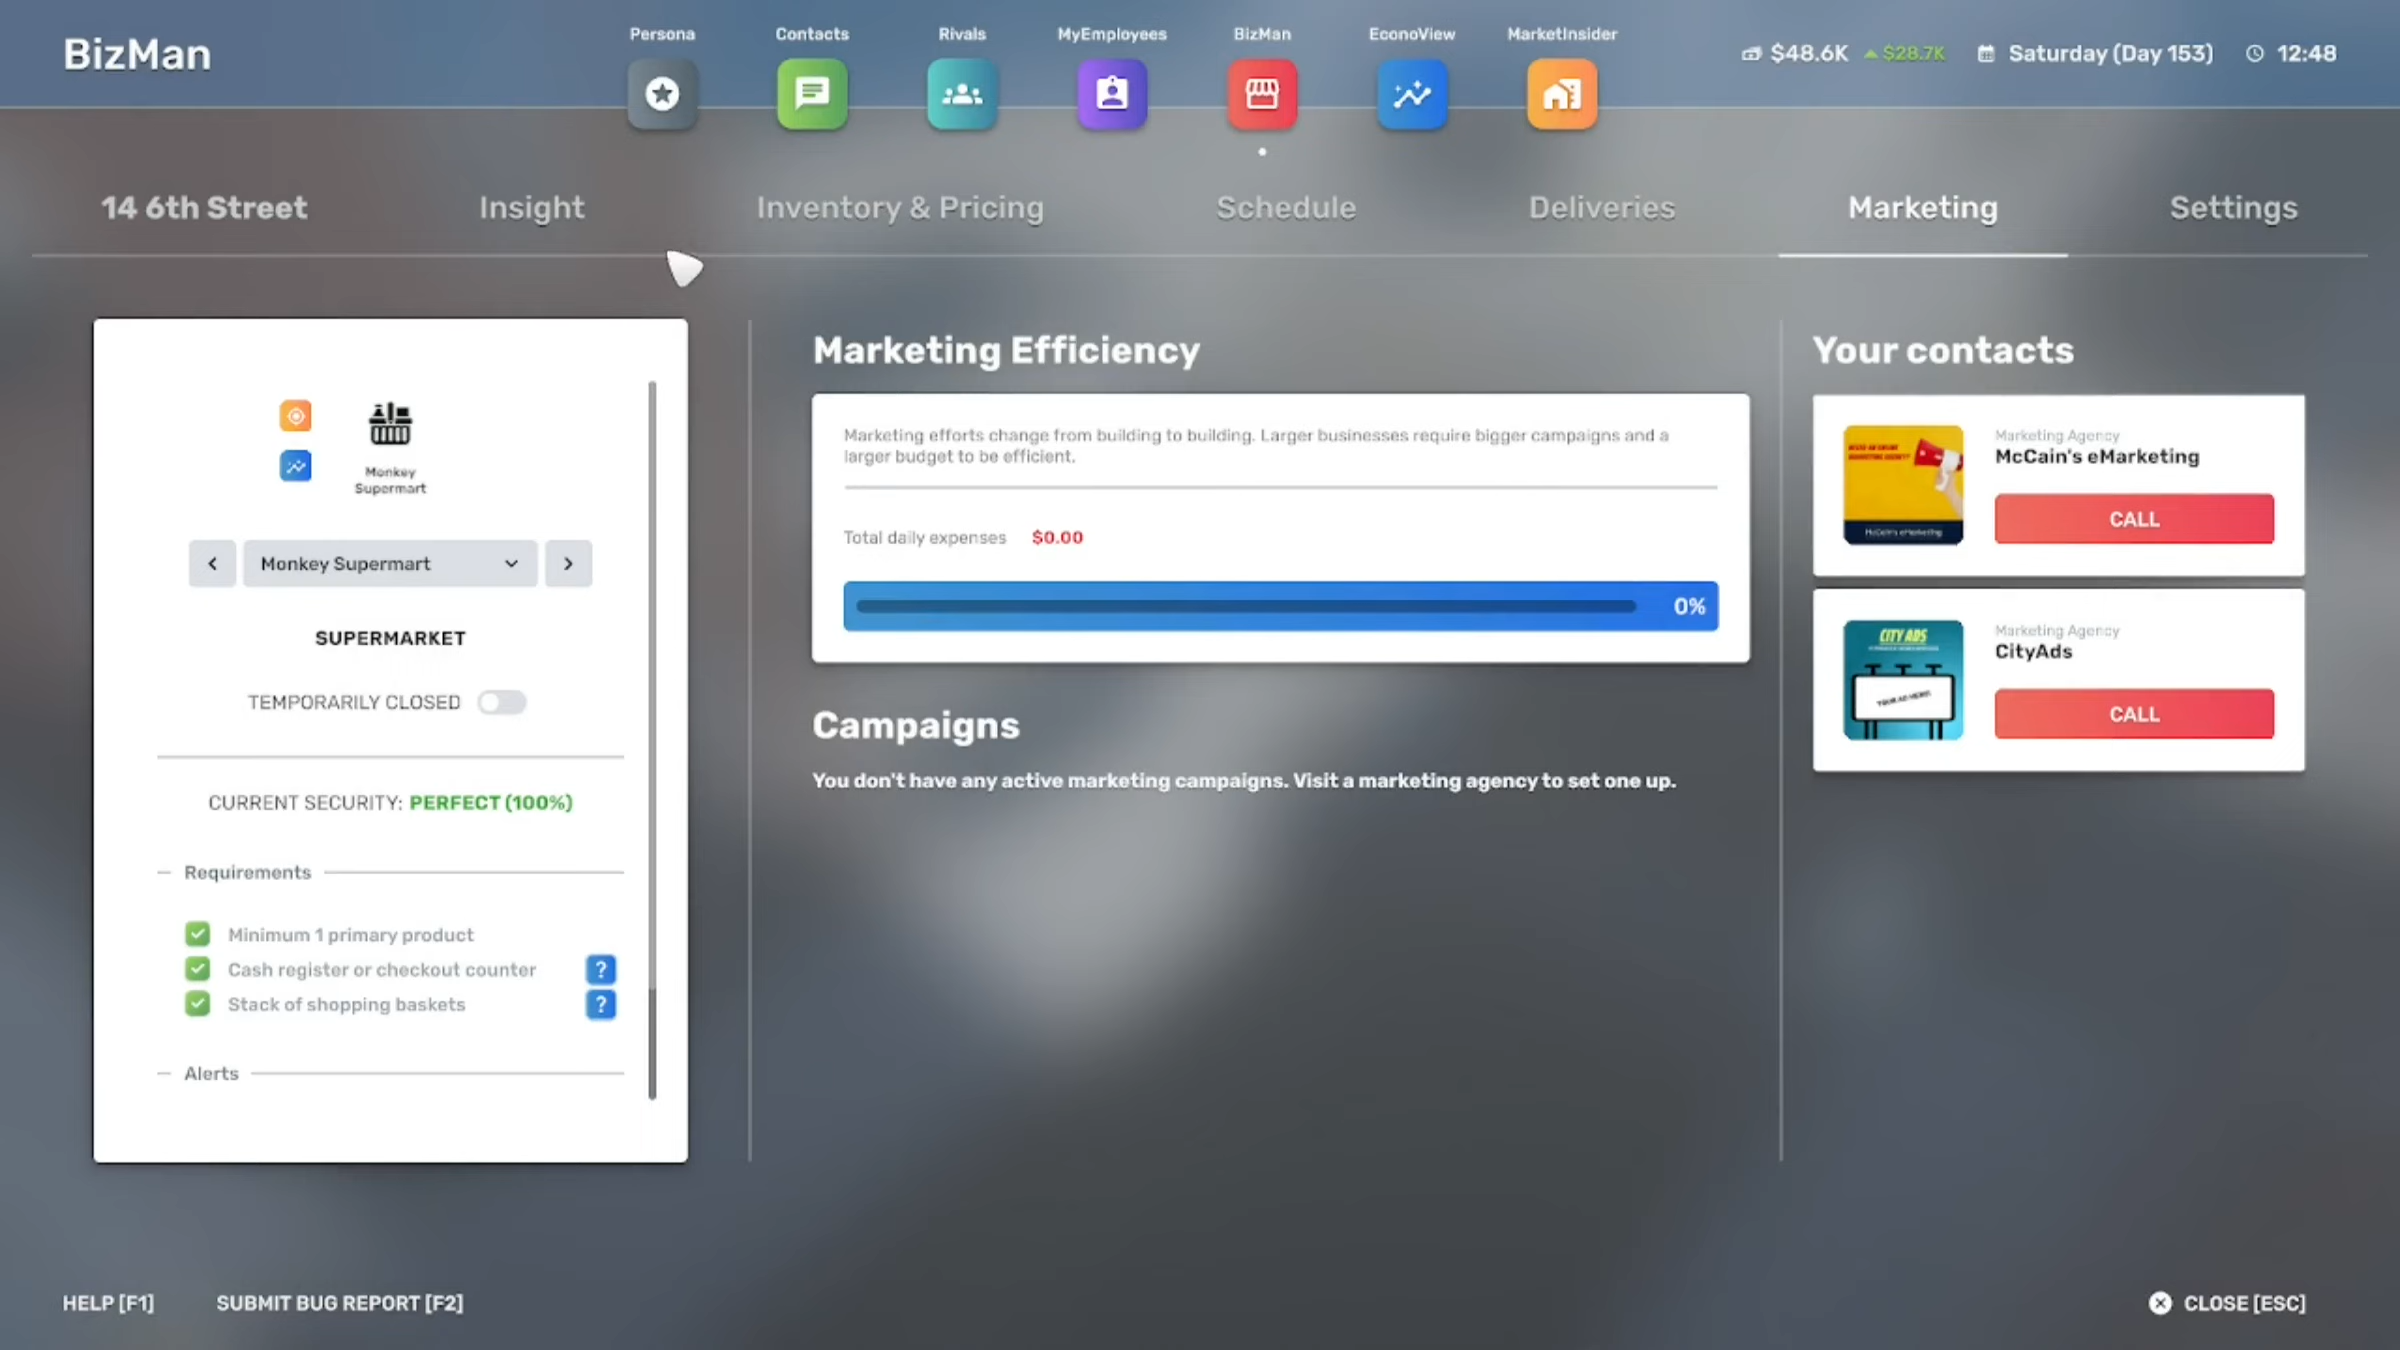 BizMan
Persona
Contacts
Rivals
MyEmployees
BizMan
EconoView
MarketInsider
$48.6K
$28.7K
Saturday (Day 153)
12:48
14 6th Street
Insight
Inventory & Pricing
Schedule
Deliveries
Marketing
Settings
Monkey
Supermart
Monkey Supermart
SUPERMARKET
TEMPORARILY CLOSED
CURRENT SECURITY: PERFECT (100%)
Requirements
Minimum 1 primary product
Cash register or checkout counter
?
Stack of shopping baskets
?
Alerts
Marketing Efficiency
Marketing efforts change from building to building. Larger businesses require bigger campaigns and a
larger budget to be efficient.
Total daily expenses $0.00
0%
Campaigns
You don't have any active marketing campaigns. Visit a marketing agency to set one up.
Your contacts
McCain's eMarketing
Marketing Agency
McCain's eMarketing
CALL
CITY ADS
YOUR AD HERE!
Marketing Agency
CityAds
CALL
HELP [F1]
SUBMIT BUG REPORT [F2]
CLOSE [ESC]